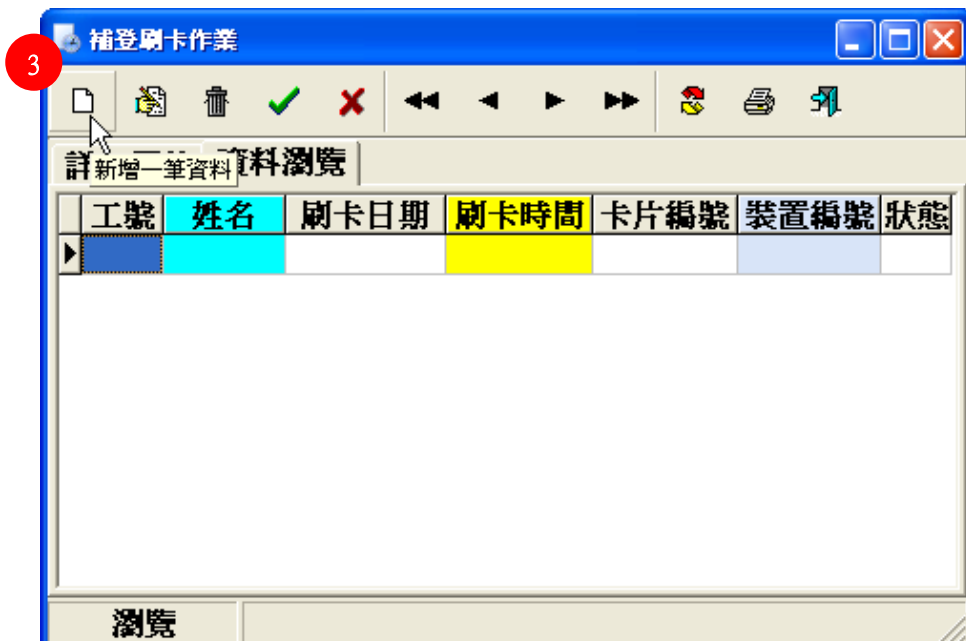 補登刷卡作業
3
詳
新增一筆資料
資料瀏覽
工號 姓名 刷卡日期 刷卡時間 卡片編號 裝置編號 狀態
瀏覽